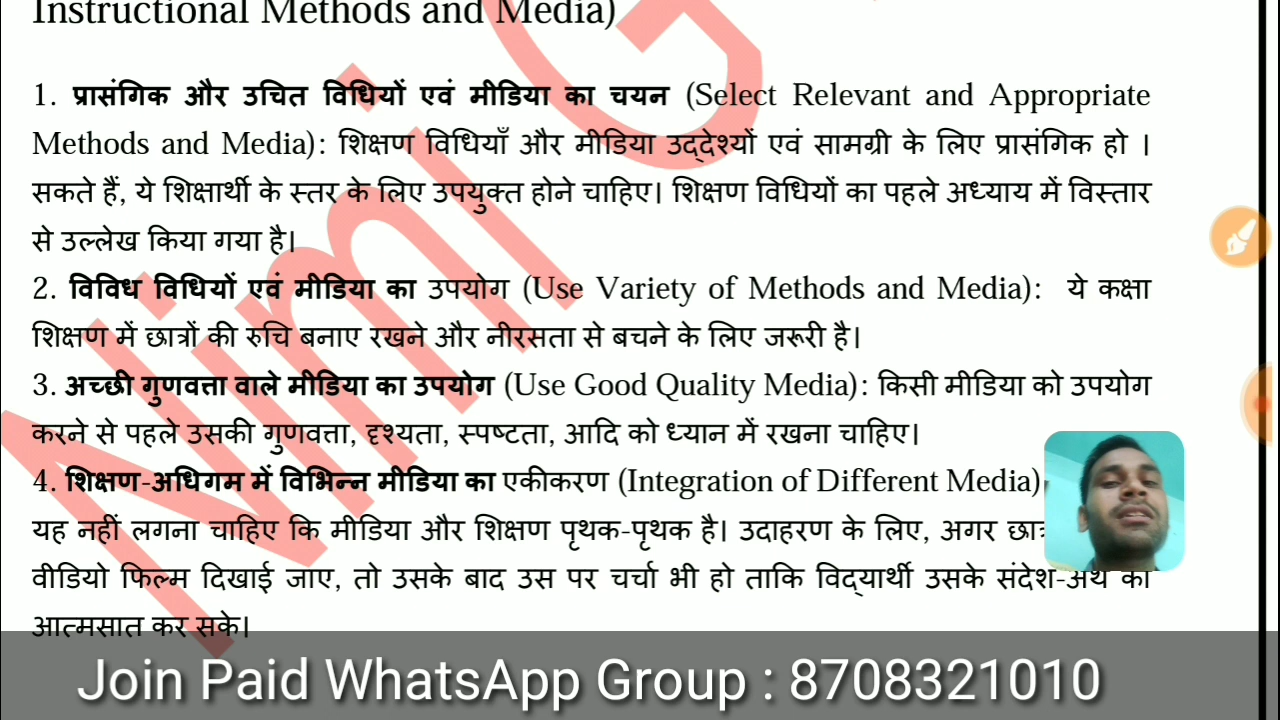 Instructional Methods and Media)
1. प्रासंगिक और उचित विधियों एवं मीडिया का चयन (Select Relevant and Appropriate
Methods and Media): शिक्षण विधियाँ और मीडिया उद्देश्यों एवं सामग्री के लिए प्रासंगिक हो ।
सकते हैं, ये शिक्षार्थी के स्तर के लिए उपयुक्त होने चाहिए। शिक्षण विधियों का पहले अध्याय में विस्तार
से उल्लेख किया गया है।
2. विविध विधियों एवं मीडिया का उपयोग (Use Variety of Methods and Media): ये कक्षा
शिक्षण में छात्रों की रुचि बनाए रखने और नीरसता से बचने के लिए जरूरी है।
3. अच्छी गुणवत्ता वाले मीडिया का उपयोग (Use Good Quality Media): किसी मीडिया को उपयोग
करने से पहले उसकी गुणवत्ता, दृश्यता, स्पष्टता, आदि को ध्यान में रखना चाहिए।
4. शिक्षण-अधिगम में विभिन्न मीडिया का एकीकरण (Integration of Different Media)
यह नहीं लगना चाहिए कि मीडिया और शिक्षण पृथक-पृथक है। उदाहरण के लिए, अगर
वीडियो फिल्म दिखाई जाए, तो उसके बाद उस पर चर्चा भी हो ताकि विद्यार्थी उसके संदेश-अर्थ को
आत्मसात कर सके।
Nimi G
Join Paid WhatsApp Group : 8708321010